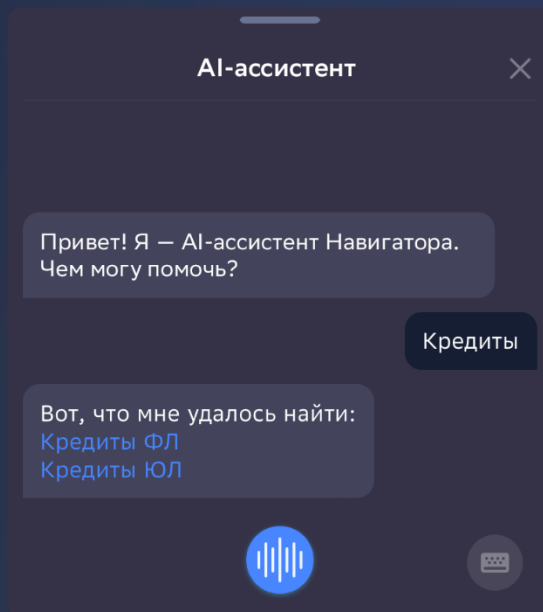 AI-ассистент
Привет! Я — AI-ассистент Навигатора.
Чем могу помочь?
Кредиты
Вот, что мне удалось найти:
Кредиты ФЛ
Кредиты ЮЛ